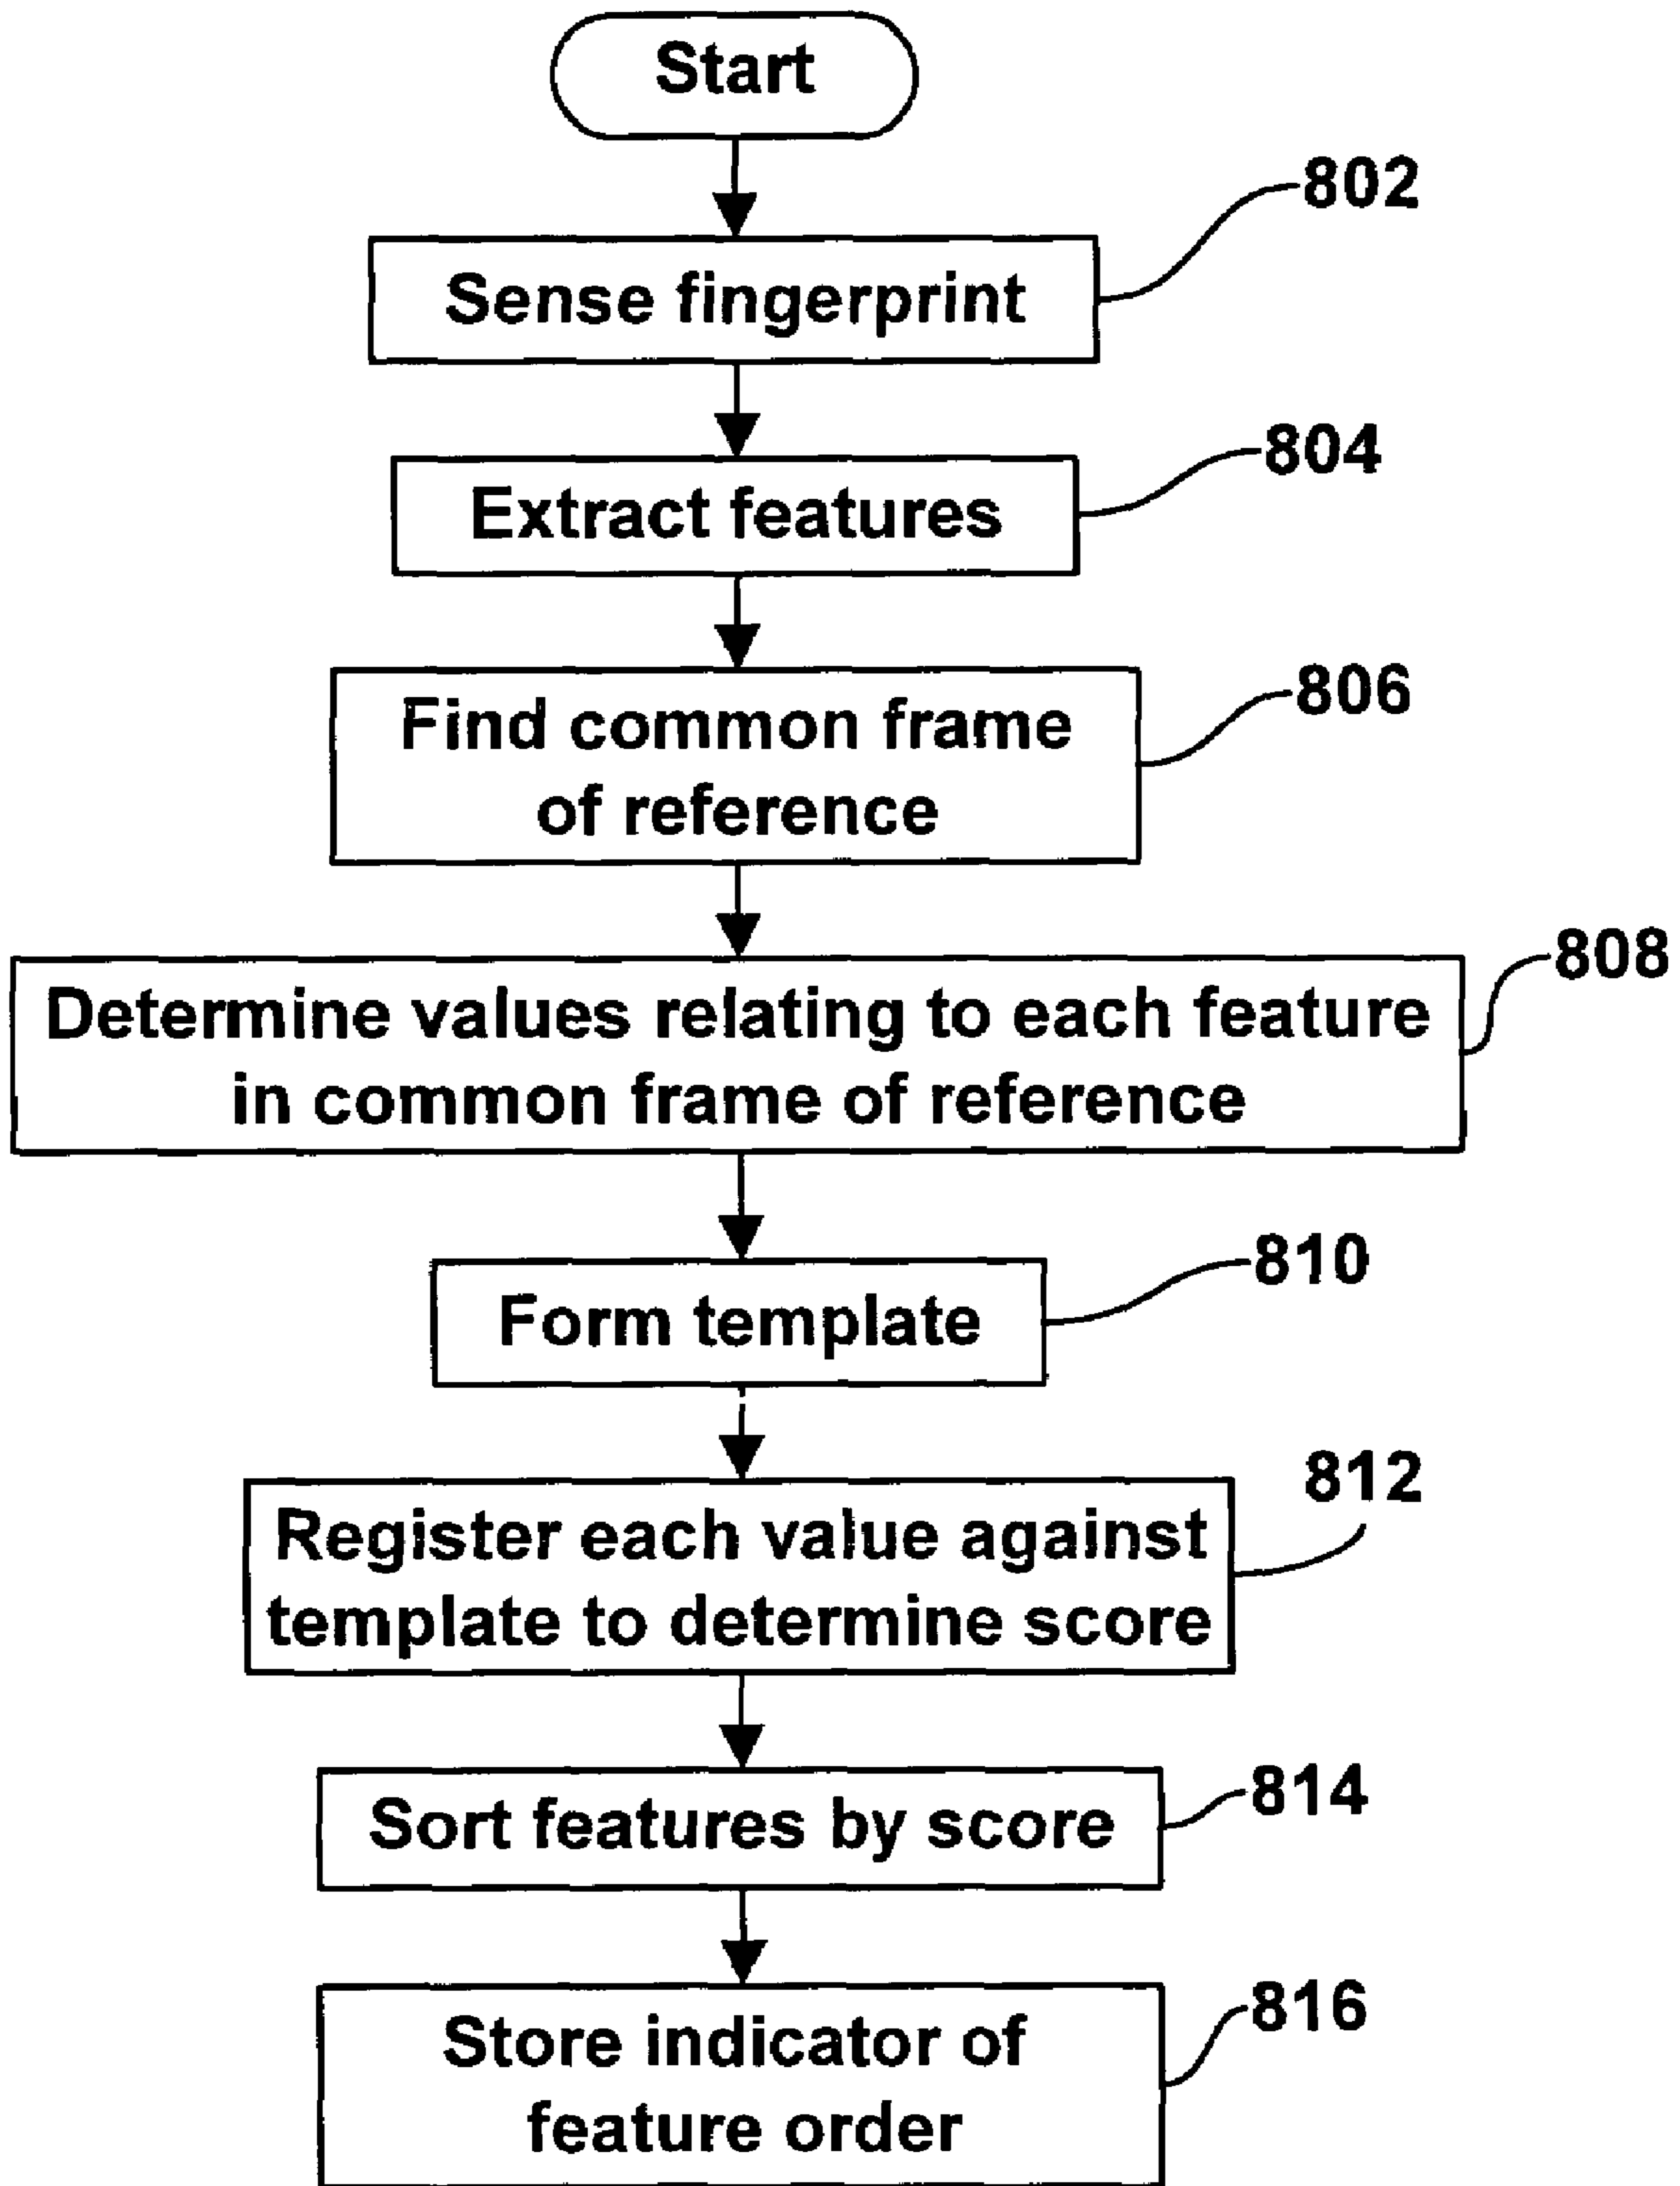 Start
802
Sense fingerprint
804
Extract features
806
Find common frame
of reference
808
Determine values relating to each feature
in common frame of reference
810
Form template
812
Register each value against
template to determine score
814
Sort features by score
816
Store indicator of
feature order